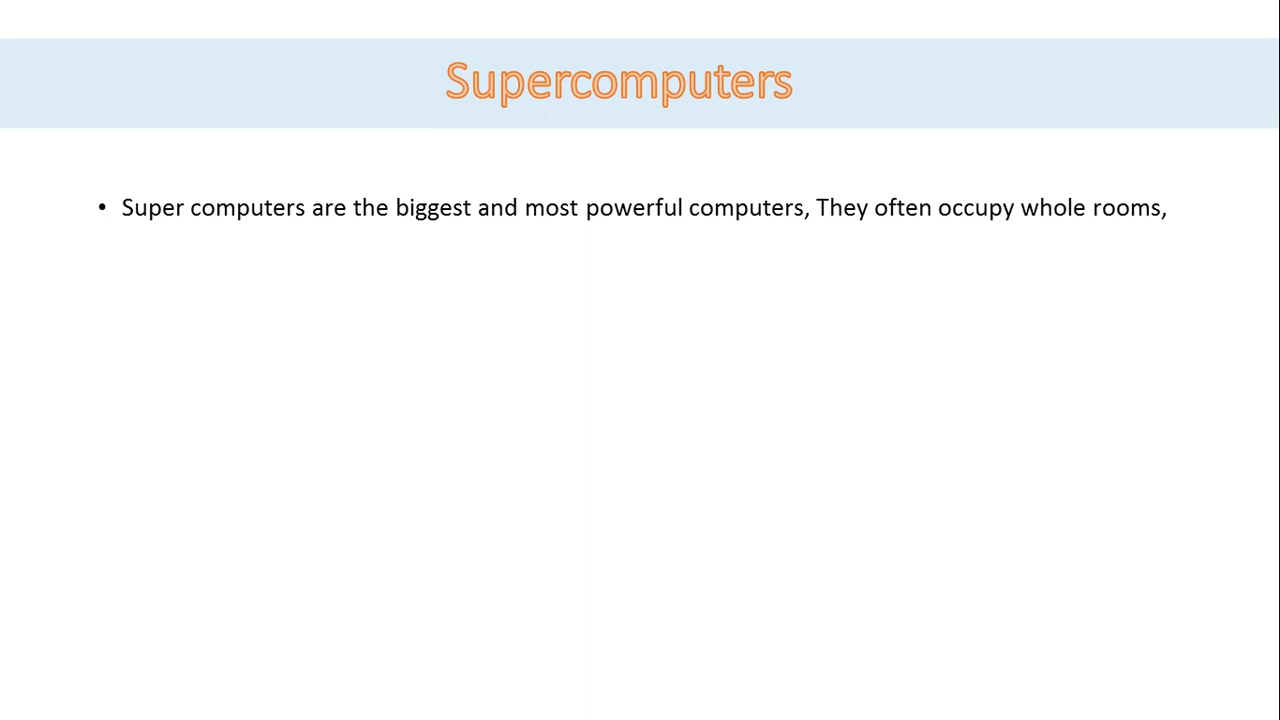 Supercomputers
• Super computers are the biggest and most powerful computers, They often occupy whole rooms,